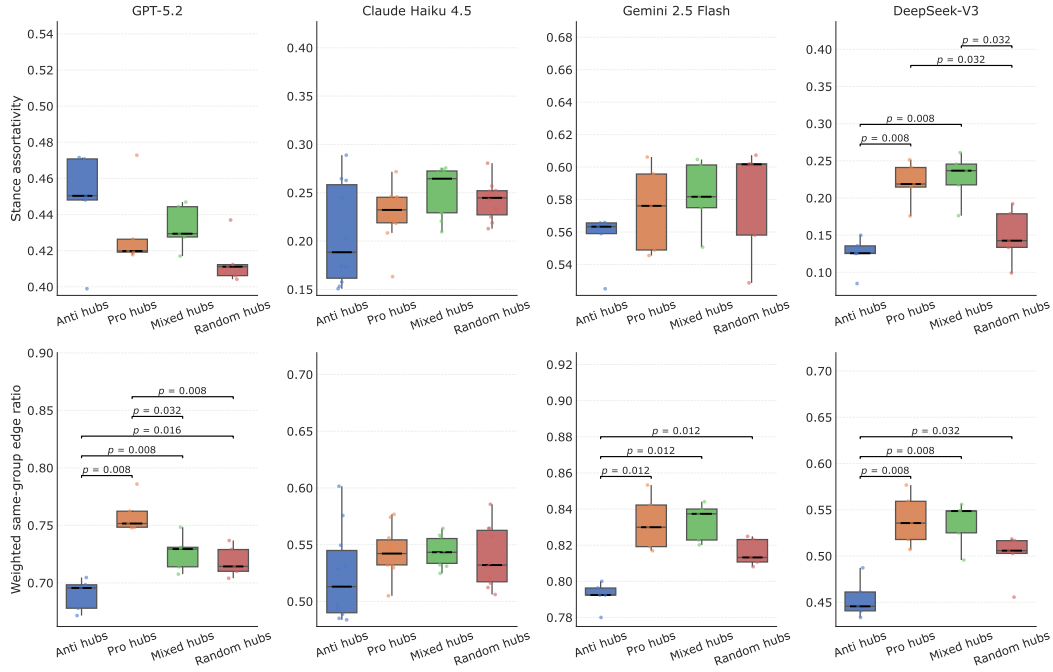 GPT-5.2
Claude Haiku 4.5
Gemini 2.5 Flash
DeepSeek-V3
Stance assortativity
0.54
0.52
0.50
0.48
0.46
0.44
0.42
0.40
Anti hubs
Pro hubs
Mixed hubs
Random hubs
0.40
0.35
0.30
0.25
0.20
0.15
Anti hubs
Pro hubs
Mixed hubs
Random hubs
0.68
0.66
0.64
0.62
0.60
0.58
0.56
0.54
Anti hubs
Pro hubs
Mixed hubs
Random hubs
0.40
0.35
0.30
0.25
0.20
0.15
0.10
p = 0.032
p = 0.032
p = 0.008
p = 0.008
Anti hubs
Pro hubs
Mixed hubs
Random hubs
Weighted same-group edge ratio
0.90
0.85
0.80
0.75
0.70
p = 0.008
p = 0.032
p = 0.016
p = 0.008
p = 0.008
Anti hubs
Pro hubs
Mixed hubs
Random hubs
0.70
0.65
0.60
0.55
0.50
Anti hubs
Pro hubs
Mixed hubs
Random hubs
0.92
0.90
0.88
0.86
0.84
0.82
0.80
0.78
p = 0.012
p = 0.012
p = 0.012
Anti hubs
Pro hubs
Mixed hubs
Random hubs
0.70
0.65
0.60
0.55
0.50
0.45
p = 0.032
p = 0.008
p = 0.008
Anti hubs
Pro hubs
Mixed hubs
Random hubs